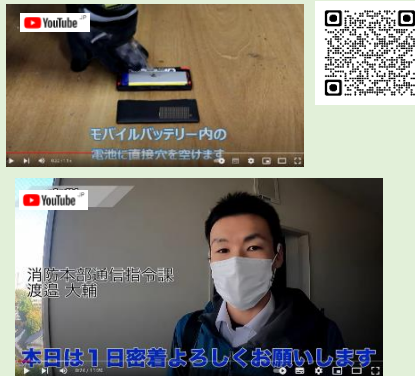 YouTube JP
モバイルバッテリー内の
電池に直接穴を空けます
YouTube JP
消防本部通信指令課
渡邉 大輔
本日は1日密着よろしくお願いします